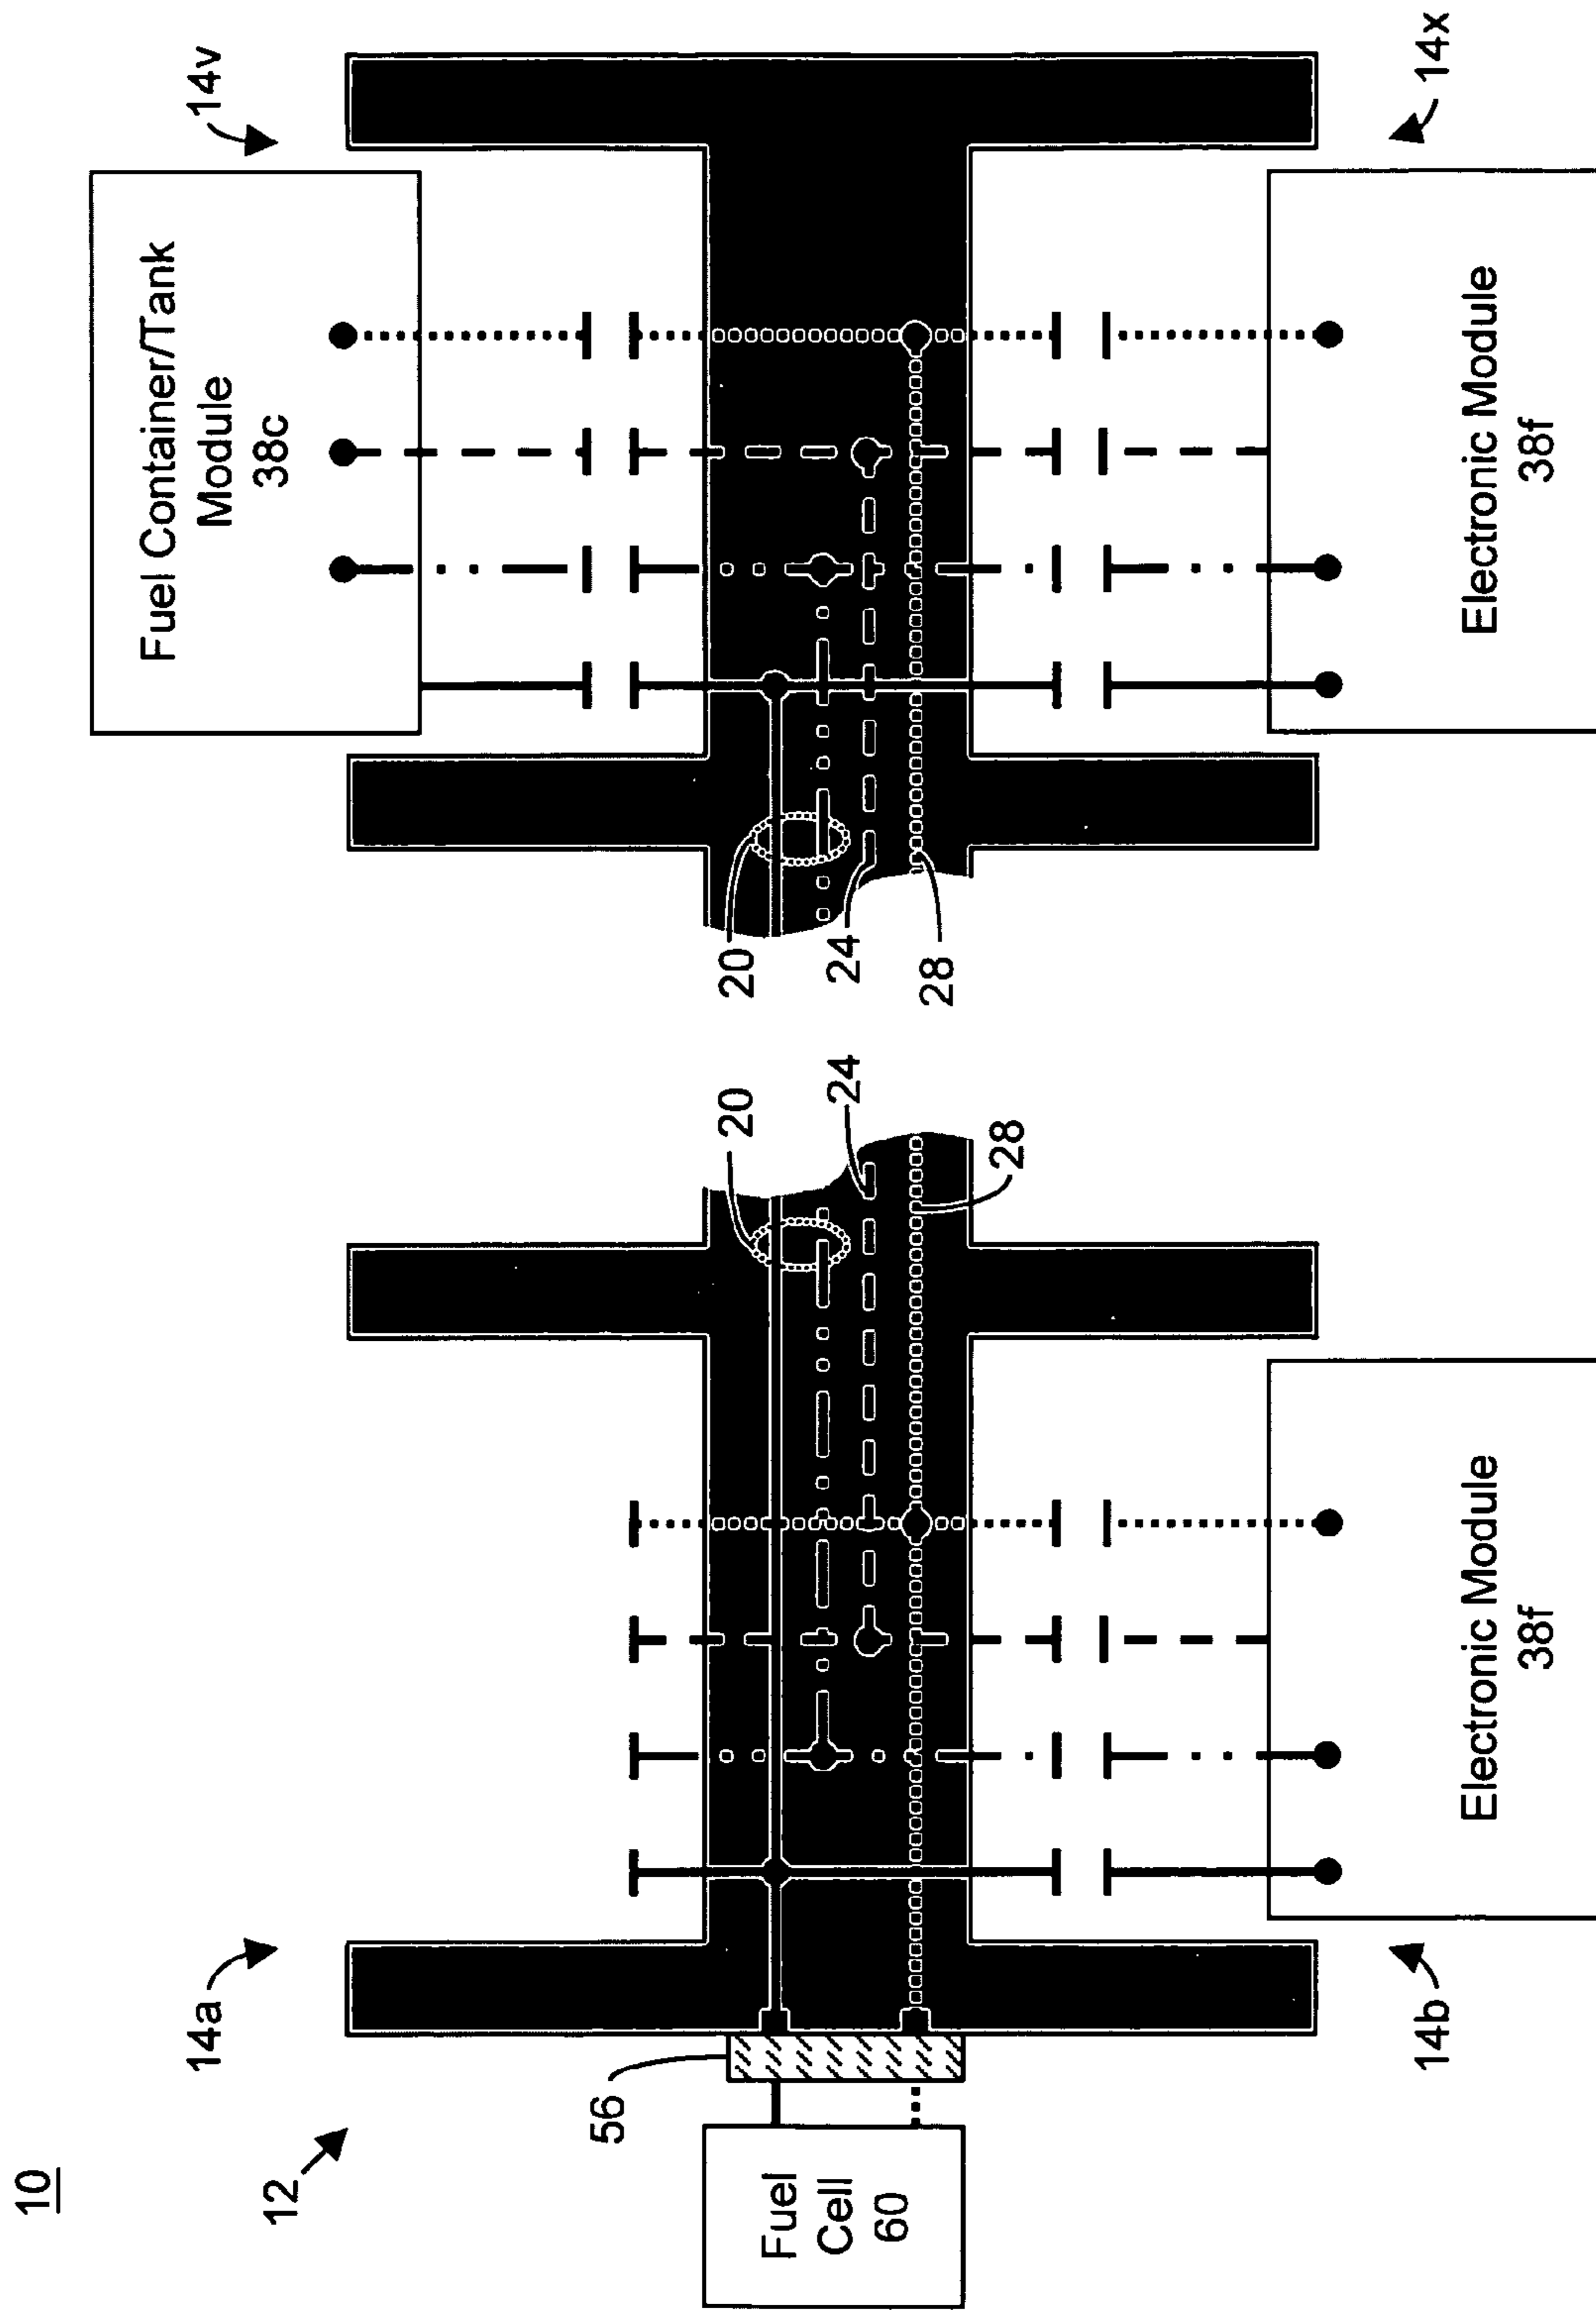 10
12
14a
14v
Fuel Container/Tank
Module
38c
56
20
24
28
20
24
28
Fuel
Cell
60
14b
Electronic Module
38f
Electronic Module
38f
14x